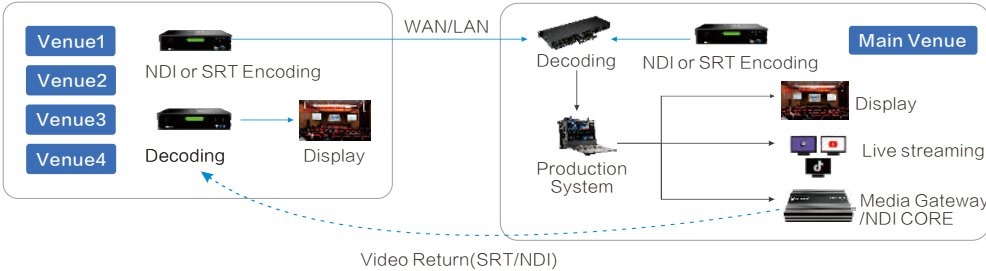 WAN/LAN
Venue1
Venue2
Venue3
Venue4
NDI or SRT Encoding
Decoding
Display
Decoding
NDI or SRT Encoding
Main Venue
Production
System
Display
Live streaming
Media Gateway
/NDI CORE
Video Return(SRT/NDI)